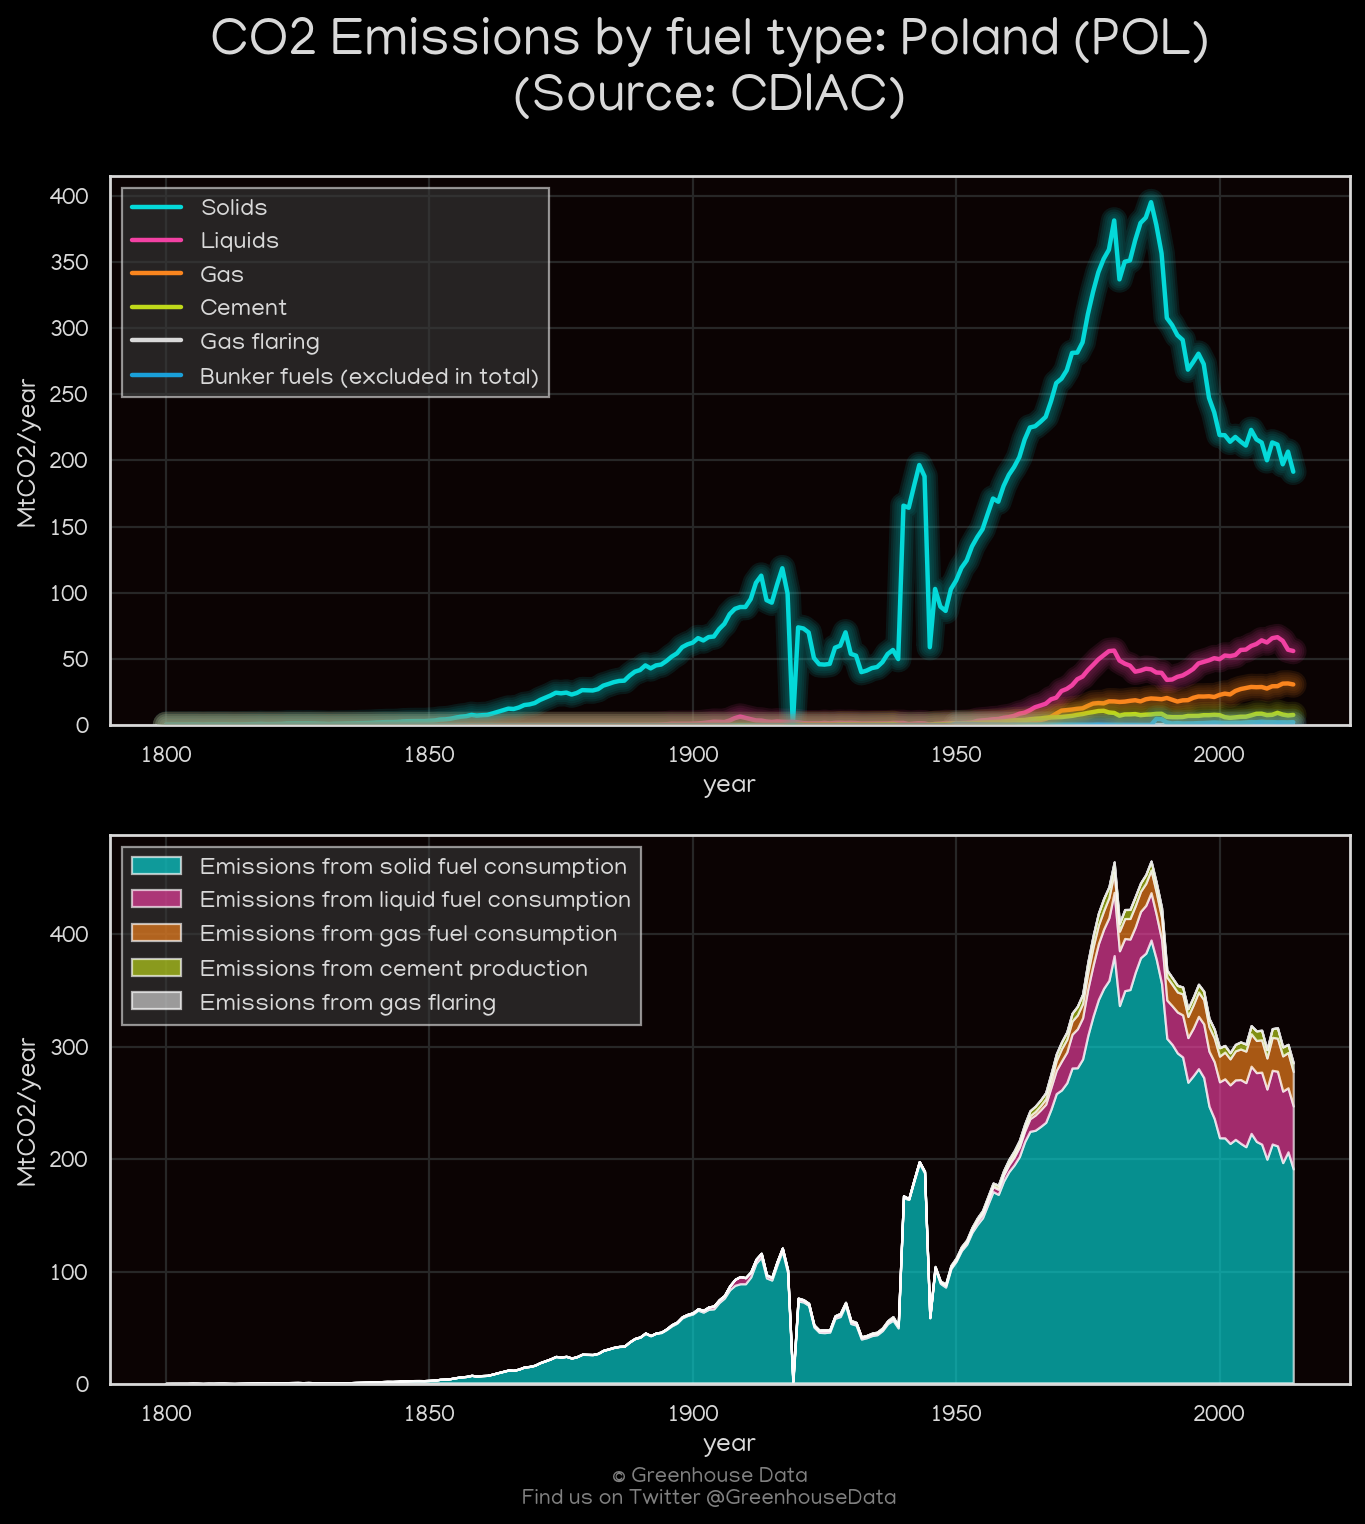 CO2 Emissions by fuel type: Poland (POL)
(Source: CDIAC)
400
350
300
250
200
150
100
50
0
MtCO2/year
Solids
Liquids
Gas
Cement
Gas flaring
Bunker fuels (excluded in total)
1800 1850 1900 1950 2000
year
400
300
200
100
0
MtCO2/year
Emissions from solid fuel consumption
Emissions from liquid fuel consumption
Emissions from gas fuel consumption
Emissions from cement production
Emissions from gas flaring
1800 1850 1900 1950 2000
year
© Greenhouse Data
Find us on Twitter @GreenhouseData